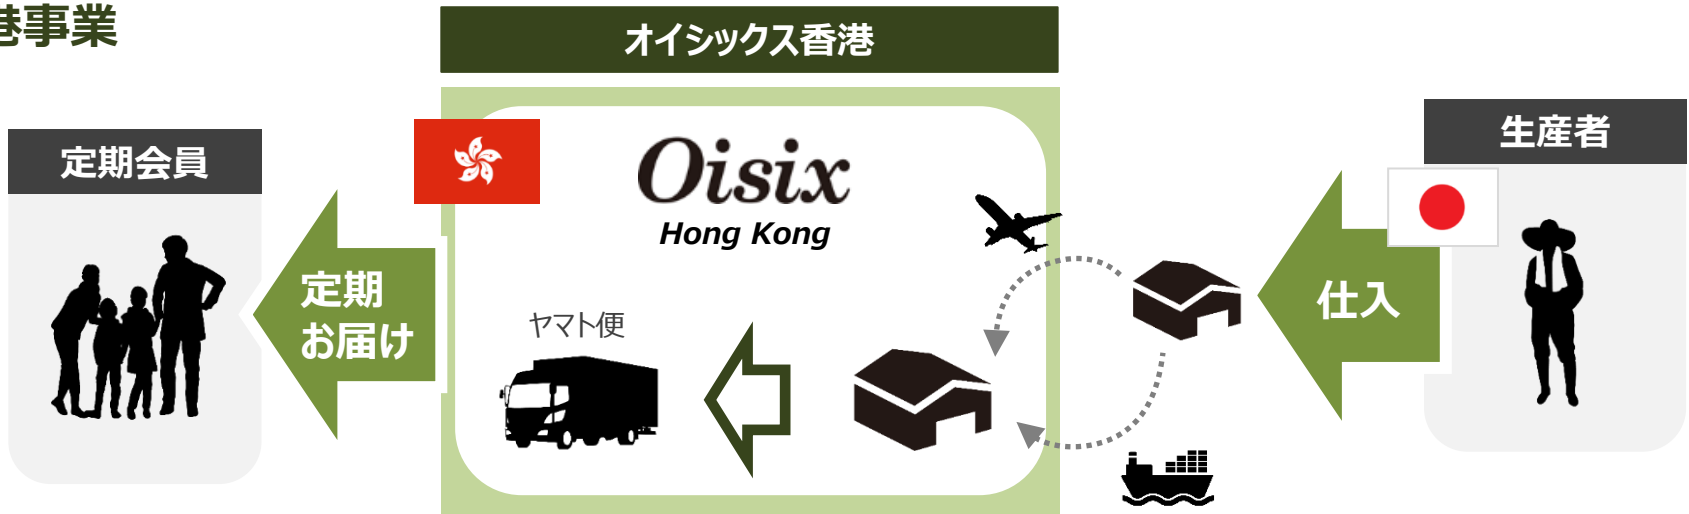 港事業
オイシックス香港
生産者
定期会員
Oisix
Hong Kong
定期
お届け
仕入
ヤマト便